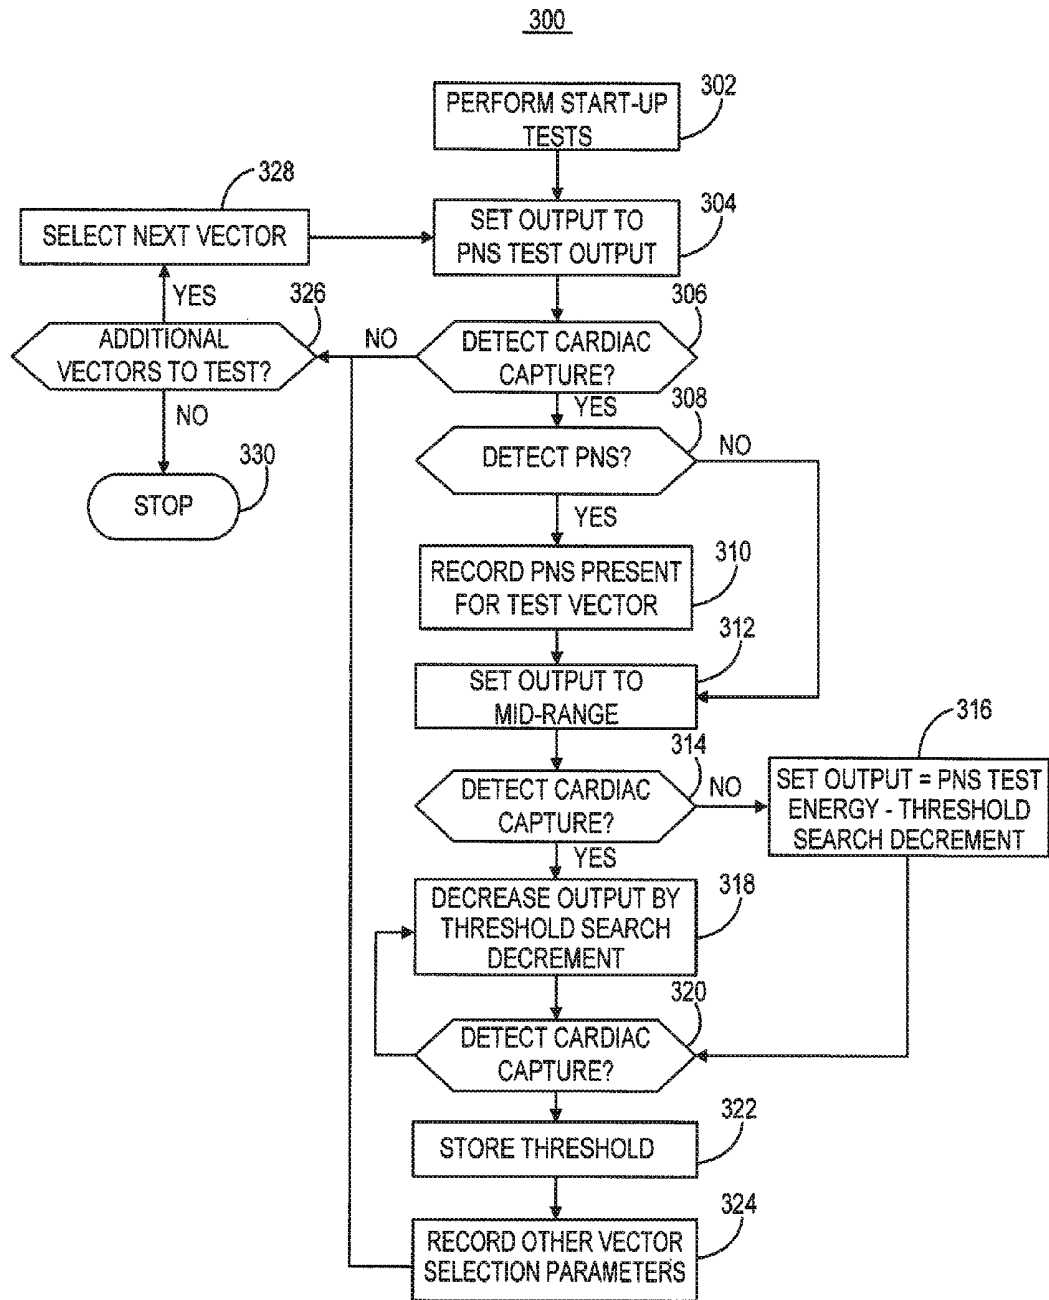 300
PERFORM START-UP
TESTS
302
328
SELECT NEXT VECTOR
SET OUTPUT TO
PNS TEST OUTPUT
304
YES
326
ADDITIONAL
VECTORS TO TEST?
NO
DETECT CARDIAC
CAPTURE?
306
YES
308
NO
DETECT PNS?
NO
330
STOP
YES
RECORD PNS PRESENT
FOR TEST VECTOR
310
312
SET OUTPUT TO
MID-RANGE
314
316
DETECT CARDIAC
CAPTURE?
NO
SET OUTPUT = PNS TEST
ENERGY - THRESHOLD
SEARCH DECREMENT
YES
DECREASE OUTPUT BY
THRESHOLD SEARCH
DECREMENT
318
320
DETECT CARDIAC
CAPTURE?
322
STORE THRESHOLD
324
RECORD OTHER VECTOR
SELECTION PARAMETERS